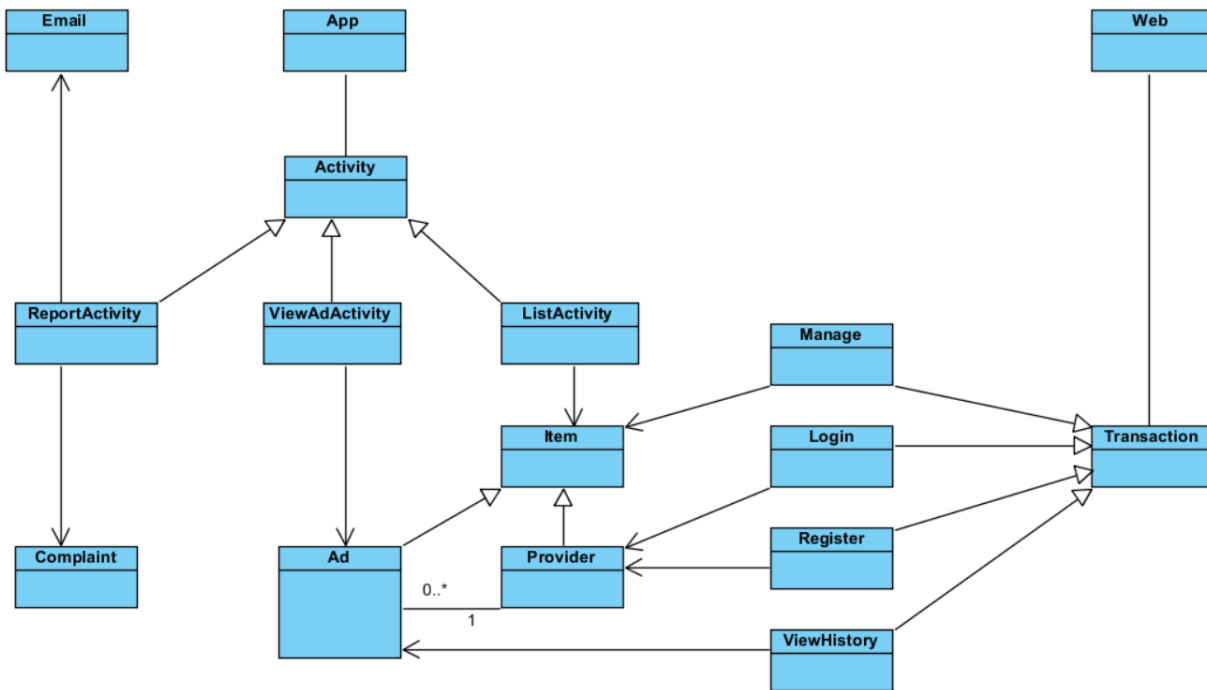 Email
App
Web
Activity
ReportActivity
ViewAdActivity
ListActivity
Manage
Item
Login
Transaction
Complaint
Ad
Provider
Register
0..*
1
ViewHistory